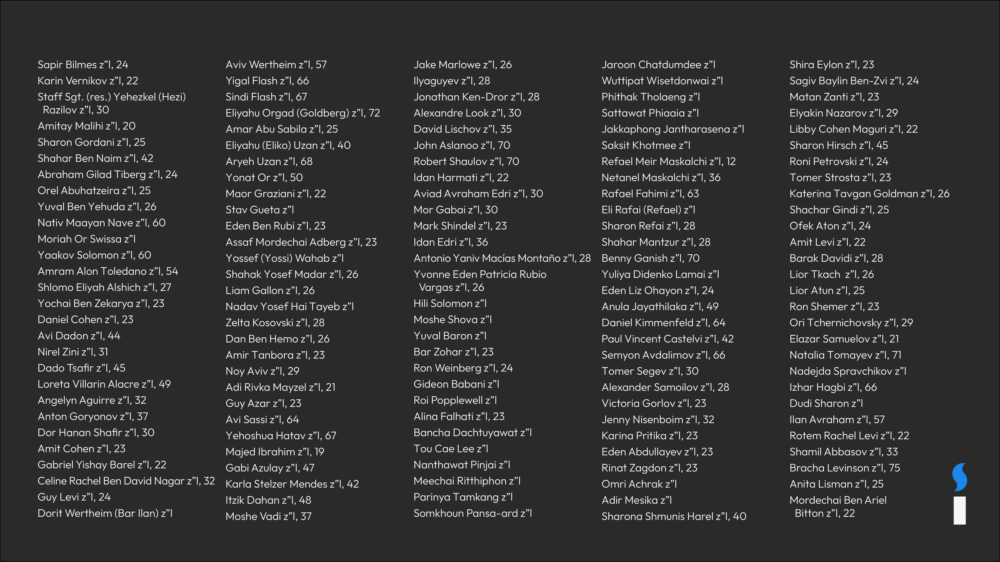 Sapir Bilmes z”l, 24
Karin Vernikov z”l, 22
Staff Sgt. (res.) Yehezkel (Hezi)
Razilov z”l, 30
Amitay Malihi z”l, 20
Sharon Gordani z”l, 25
Shahar Ben Naim z”l, 42
Abraham Gilad Tiberg z”l, 24
Orel Abuhatzeira z”l, 25
Yuval Ben Yehuda z”l, 26
Nativ Maayan Nave z”l, 60
Moriah Or Swissa z”l
Yaakov Solomon z”l, 60
Amram Alon Toledano z”l, 54
Shlomo Eliyah Alshich z”l, 27
Yochai Ben Zekarya z”l, 23
Daniel Cohen z”l, 23
Avi Dadon z”l, 44
Nirel Zini z”l, 31
Dado Tsafir z”l, 45
Loreta Villarin Alacre z”l, 49
Angelyn Aguirre z”l, 32
Anton Goryonov z”l, 37
Dor Hanan Shafir z”l, 30
Amit Cohen z”l, 23
Gabriel Yishay Barel z”l, 22
Celine Rachel Ben David Nagar z”l, 32
Guy Levi z”l, 24
Dorit Wertheim (Bar Ilan) z”l
Aviv Wertheim z”l, 57
Yigal Flash z”l, 66
Sindi Flash z”l, 67
Eliyahu Orgad (Goldberg) z”l, 72
Amar Abu Sabila z”l, 25
Eliyahu (Eliko) Uzan z”l, 40
Aryeh Uzan z”l, 68
Yonat Or z”l, 50
Maor Graziani z”l, 22
Stav Gueta z”l
Eden Ben Rubi z”l, 23
Assaf Mordechai Adberg z”l, 23
Yossef (Yossi) Wahab z”l
Shahak Yosef Madar z”l, 26
Liam Gallon z”l, 26
Nadav Yosef Hai Tayeb z”l
Zelta Kosovski z”l, 28
Dan Ben Hemo z”l, 26
Amir Tanbora z”l, 23
Noy Aviv z”l, 29
Adi Rivka Mayzel z”l, 21
Guy Azar z”l, 23
Avi Sassi z”l, 64
Yehoshua Hatav z”l, 67
Majed Ibrahim z”l, 19
Gabi Azulay z”l, 47
Karla Stelzer Mendes z”l, 42
Itzik Dahan z”l, 48
Moshe Vadi z”l, 37
Jake Marlowe z”l, 26
Ilyaguyev z”l, 28
Jonathan Ken-Dror z”l, 28
Alexandre Look z”l, 30
David Lischov z”l, 35
John Aslanoo z”l, 70
Robert Shaulov z”l, 70
Idan Harmati z”l, 22
Aviad Avraham Edri z”l, 30
Mor Gabai z”l, 30
Mark Shindel z”l, 23
Idan Edri z”l, 36
Antonio Yaniv Macías Montaño z”l, 28
Yvonne Eden Patricia Rubio
Vargas z”l, 26
Hili Solomon z”l
Moshe Shova z”l
Yuval Baron z”l
Bar Zohar z”l, 23
Ron Weinberg z”l, 24
Gideon Babani z”l
Roi Popplewell z”l
Alina Falhati z”l, 23
Bancha Dachtuyawat z”l
Tou Cae Lee z”l
Nanthawat Pinjai z”l
Meechai Ritthiphon z”l
Parinya Tamkang z”l
Somkhoun Pansa-ard z”l
Jaroon Chatdumdee z”l
Wuttipat Wisetdonwai z”l
Phithak Tholaeng z”l
Sattawat Phiaaia z”l
Jakkaphong Jantharasena z”l
Saksit Khotmee z”l
Refael Meir Maskalchi z”l, 12
Netanel Maskalchi z”l, 36
Rafael Fahimi z”l, 63
Eli Rafai (Refael) z”l
Sharon Refai z”l, 28
Shahar Mantzur z”l, 28
Benny Ganish z”l, 70
Yuliya Didenko Lamai z”l
Eden Liz Ohayon z”l, 24
Anula Jayathilaka z”l, 49
Daniel Kimmenfeld z”l, 64
Paul Vincent Castelvi z”l, 42
Semyon Avdalimov z”l, 66
Tomer Segev z”l, 30
Alexander Samoilov z”l, 28
Victoria Gorlov z”l, 23
Jenny Nisenboim z”l, 32
Karina Pritika z”l, 23
Eden Abdullayev z”l, 23
Rinat Zagdon z”l, 23
Omri Achrak z”l
Adir Mesika z”l
Sharona Shmunis Harel z”l, 40
Shira Eylon z”l, 23
Sagiv Baylin Ben-Zvi z”l, 24
Matan Zanti z”l, 23
Elyakin Nazarov z”l, 29
Libby Cohen Maguri z”l, 22
Sharon Hirsch z”l, 45
Roni Petrovski z”l, 24
Tomer Strosta z”l, 23
Katerina Tavgan Goldman z”l, 26
Shachar Gindi z”l, 25
Ofek Aton z”l, 24
Amit Levi z”l, 22
Barak Davidi z”l, 28
Lior Tkach  z”l, 26
Lior Atun z”l, 25
Ron Shemer z”l, 23
Ori Tchernichovsky z”l, 29
Elazar Samuelov z”l, 21
Natalia Tomayev z”l, 71
Nadejda Spravchikov z”l
Izhar Hagbi z”l, 66
Dudi Sharon z”l
Ilan Avraham z”l, 57
Rotem Rachel Levi z”l, 22
Shamil Abbasov z”l, 33
Bracha Levinson z”l, 75
Anita Lisman z”l, 25
Mordechai Ben Ariel
Bitton z”l, 22